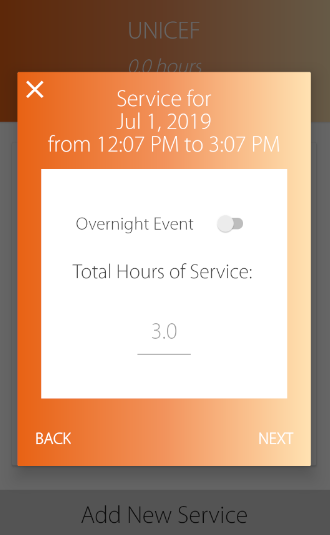 UNICEF
0.0 hours
Service for
Jul 1, 2019
from 12:07 PM to 3:07 PM
Overnight Event
Total Hours of Service:
3.0
BACK NEXT
Add New Service